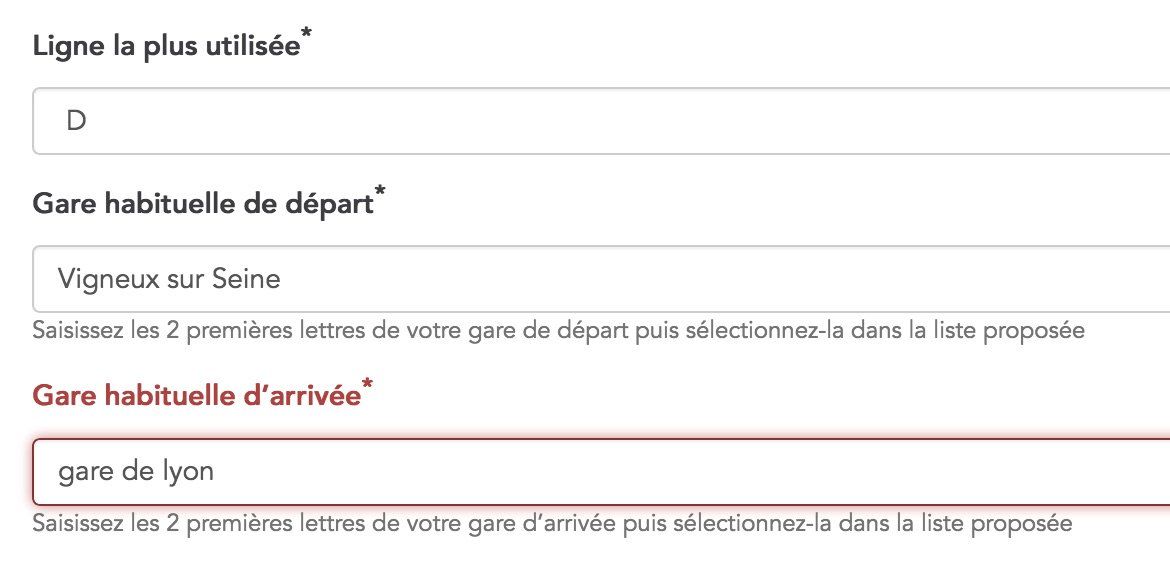 Ligne la plus utilisée*
D
Gare habituelle de départ*
Vigneux sur Seine
Saisissez les 2 premières lettres de votre gare de départ puis sélectionnez-la dans la liste proposée
Gare habituelle d’arrivée*
gare de lyon
Saisissez les 2 premières lettres de votre gare d’arrivée puis sélectionnez-la dans la liste proposée